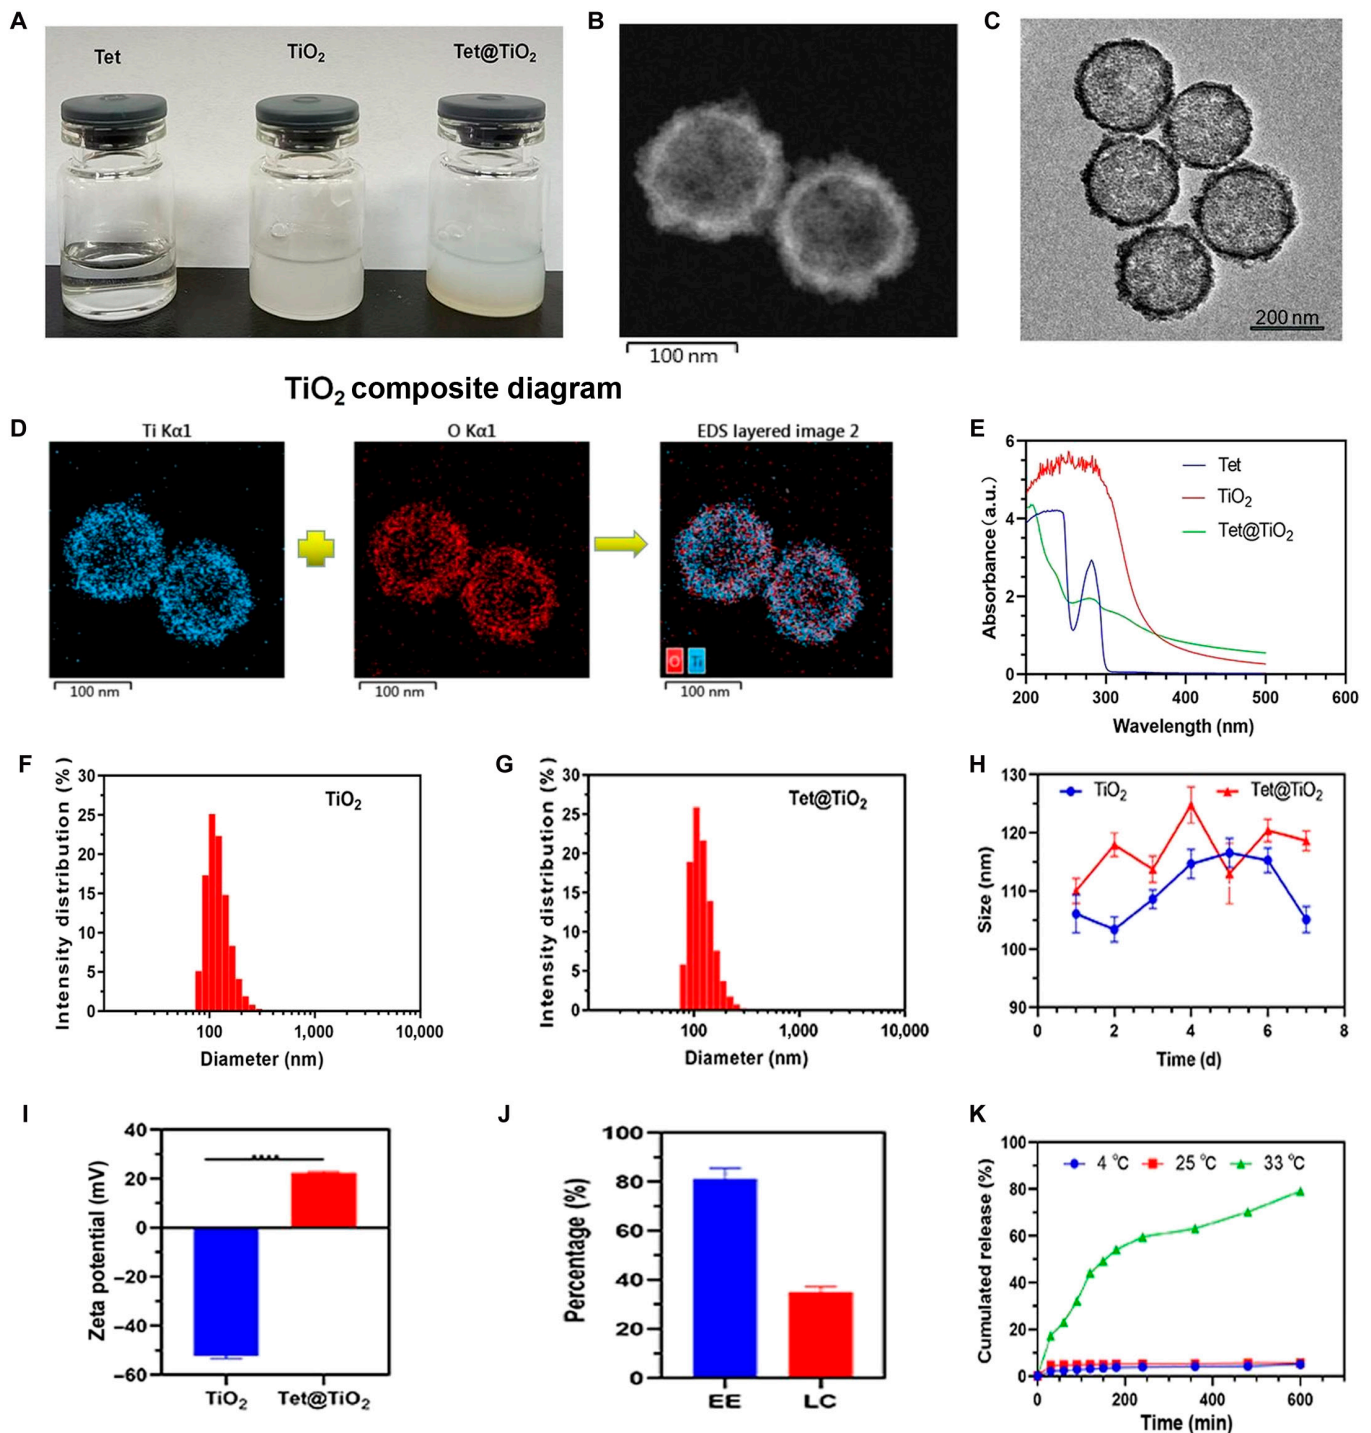 A
Tet
TiO₂
Tet@TiO₂
B
100 nm
C
200 nm
TiO₂ composite diagram
D
Ti Kα1
O Kα1
EDS layered image 2
O
Ti
100 nm
100 nm
100 nm
E
Absorbance (a.u.)
6
4
2
0
200
300
400
500
600
Wavelength (nm)
Tet
TiO₂
Tet@TiO₂
F
Intensity distribution (%)
30
25
20
15
10
5
0
100
1,000
10,000
Diameter (nm)
TiO₂
G
Intensity distribution (%)
30
25
20
15
10
5
0
100
1,000
10,000
Diameter (nm)
Tet@TiO₂
H
Size (nm)
130
120
110
100
90
0
2
4
6
8
Time (d)
TiO₂
Tet@TiO₂
I
Zeta potential (mV)
40
20
0
−20
−40
−60
****
TiO₂
Tet@TiO₂
J
Percentage (%)
100
80
60
40
20
0
EE
LC
K
Cumulated release (%)
100
80
60
40
20
0
0
200
400
600
Time (min)
4 °C
25 °C
33 °C